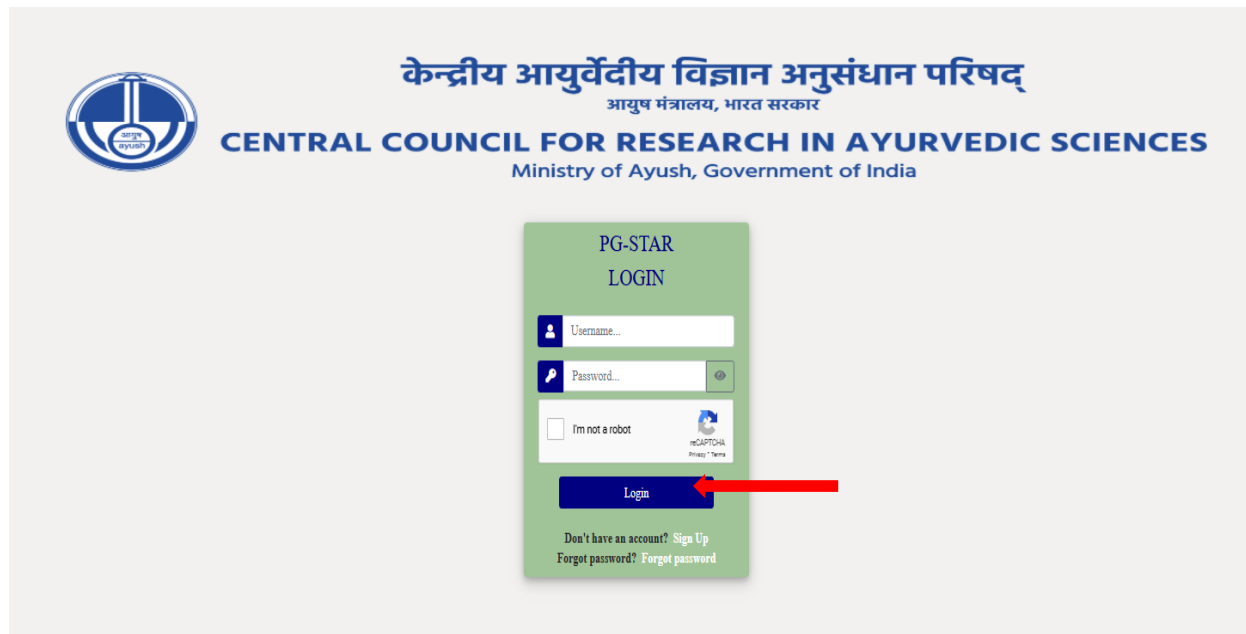 केन्द्रीय आयुर्वेदीय विज्ञान अनुसंधान परिषद्
आयुष मंत्रालय, भारत सरकार
आयुष
ayush
CENTRAL COUNCIL FOR RESEARCH IN AYURVEDIC SCIENCES
Ministry of Ayush, Government of India
PG-STAR
LOGIN
Username...
Password...
I'm not a robot
reCAPTCHA
Privacy - Terms
Login
Don't have an account? Sign Up
Forgot password? Forgot password